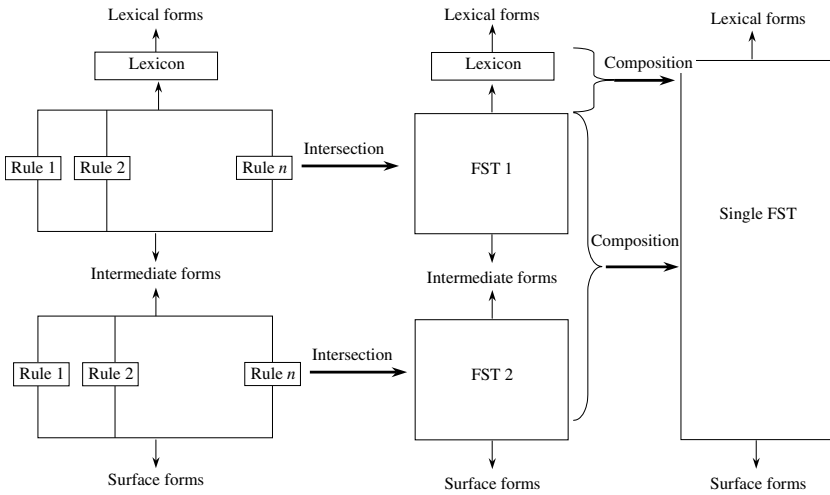 Lexical forms
Lexicon
Rule 1
Rule 2
Rule n
Intermediate forms
Rule 1
Rule 2
Rule n
Surface forms
Intersection
Intersection
Lexical forms
Lexicon
FST 1
Intermediate forms
FST 2
Surface forms
Composition
Composition
Lexical forms
Single FST
Surface forms